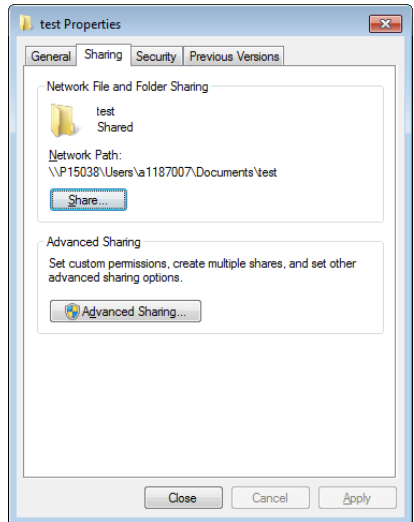 test Properties
General Sharing Security Previous Versions
Network File and Folder Sharing
test
Shared
Network Path:
\\P15038\Users\a1187007\Documents\test
Share...
Advanced Sharing
Set custom permissions, create multiple shares, and set other
advanced sharing options.
Advanced Sharing...
Close Cancel Apply